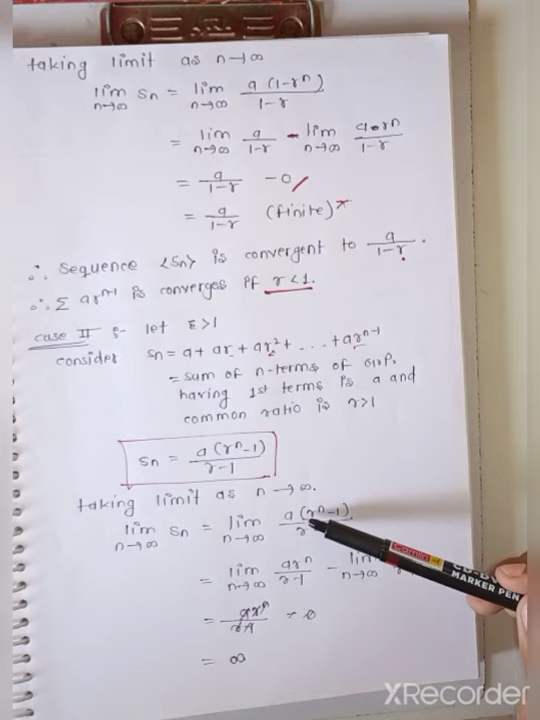 taking limit as n→∞
lim n→∞ Sn = lim n→∞ a(1-rⁿ) / 1-r
= lim n→∞ a / 1-r - lim n→∞ a·rⁿ / 1-r
= a / 1-r - 0
= a / 1-r (finite)
∴ Sequence <Sn> is convergent to a / 1-r .
∴ Σ arⁿ⁻¹ is converges if r<1.
case II :- let r>1
consider Sn = a + ar + ar² + . . . + arⁿ⁻¹
= sum of n-terms of G.P.
having 1st terms is a and
common ratio is r>1
Sn = a(rⁿ-1) / r-1
taking limit as n→∞.
lim n→∞ Sn = lim n→∞ a(rⁿ-1) / r
= lim n→∞ arⁿ / r-1 - lim n→∞
= ∞
Camlin
MARKER PEN
XRecorder